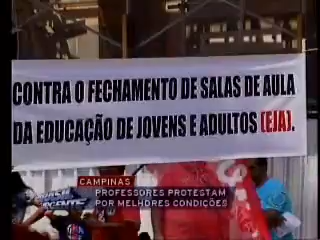 CONTRA O FECHAMENTO DE SALAS DE AULA
DA EDUCAÇÃO DE JOVENS E ADULTOS (EJA).
CAMPINAS
PROFESSORES PROTESTAM
POR MELHORES CONDIÇÕES